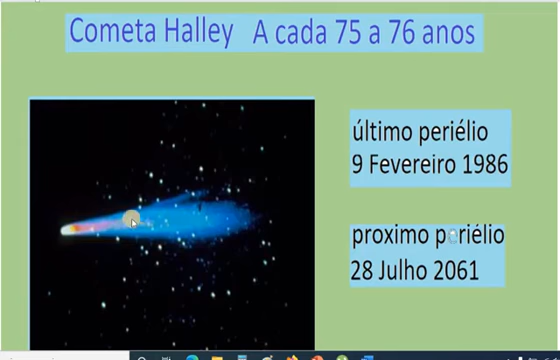 Cometa Halley A cada 75 a 76 anos
último periélio
9 Fevereiro 1986
proximo periélio
28 Julho 2061